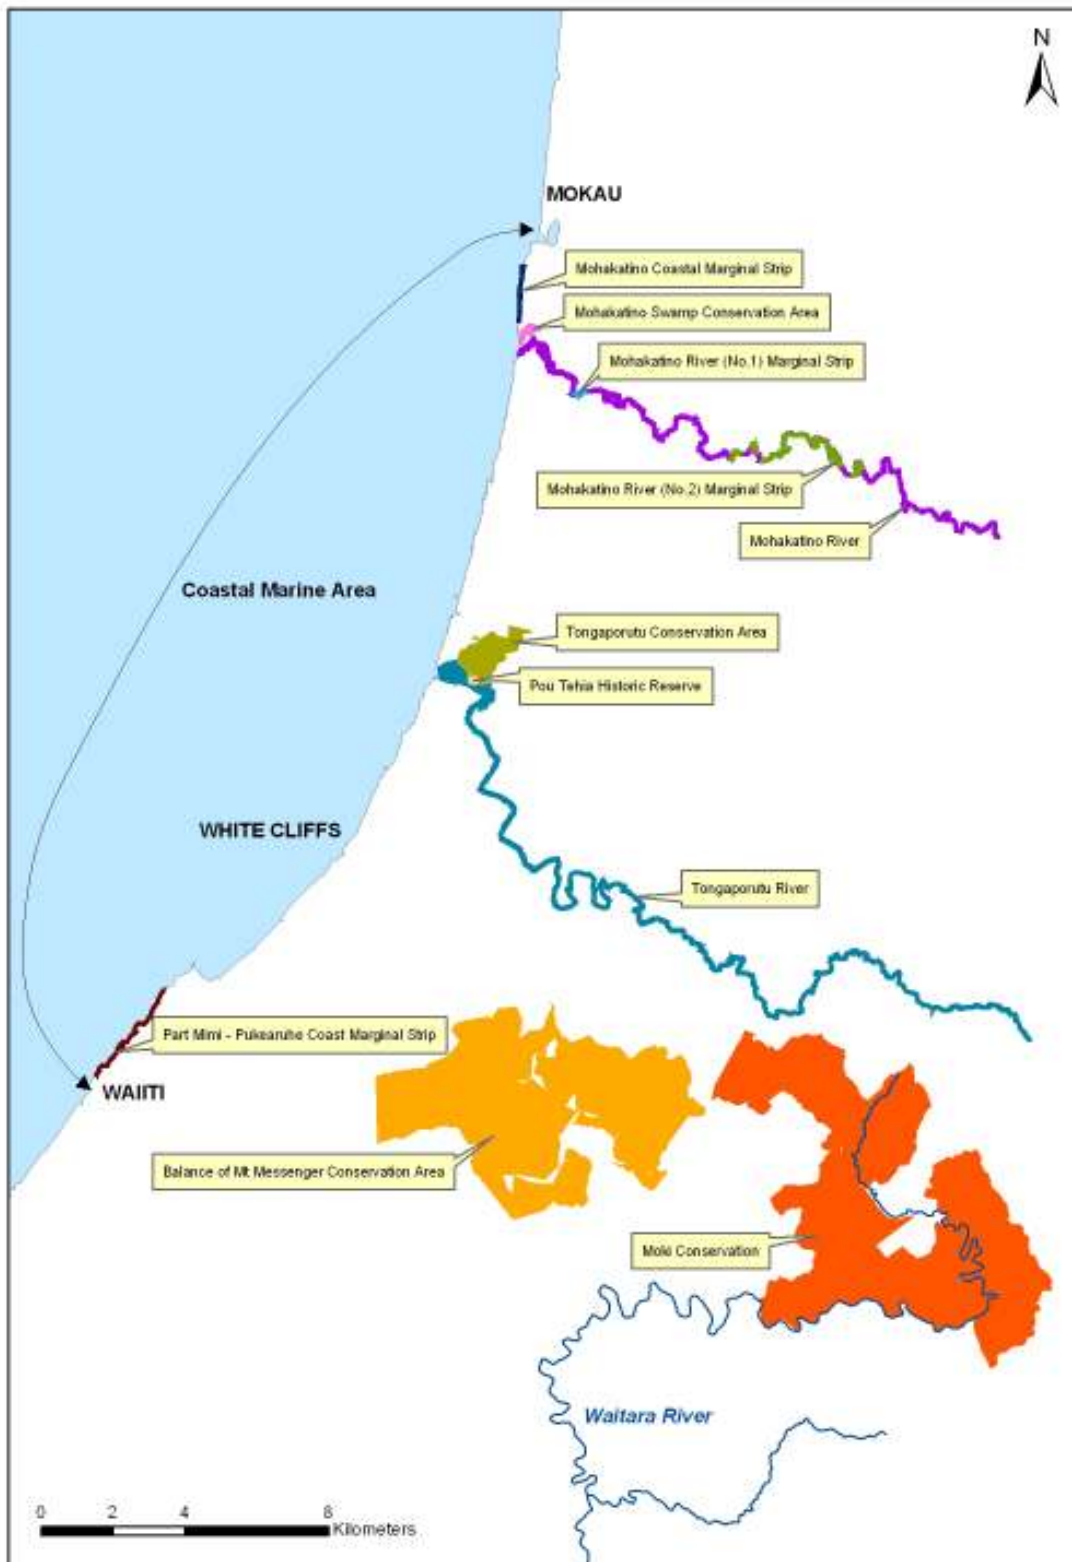 N
MOKAU
Mohakatino Coastal Marginal Strip
Mohakatino Swamp Conservation Area
Mohakatino River (No.1) Marginal Strip
Mohakatino River (No.2) Marginal Strip
Mohakatino River
Coastal Marine Area
Tongaporutu Conservation Area
Pou Tehia Historic Reserve
WHITE CLIFFS
Tongaporutu River
Part Mimi - Pukearuhe Coast Marginal Strip
WAIITI
Balance of Mt Messenger Conservation Area
Moki Conservation
Waitara River
0 2 4 8
Kilometers